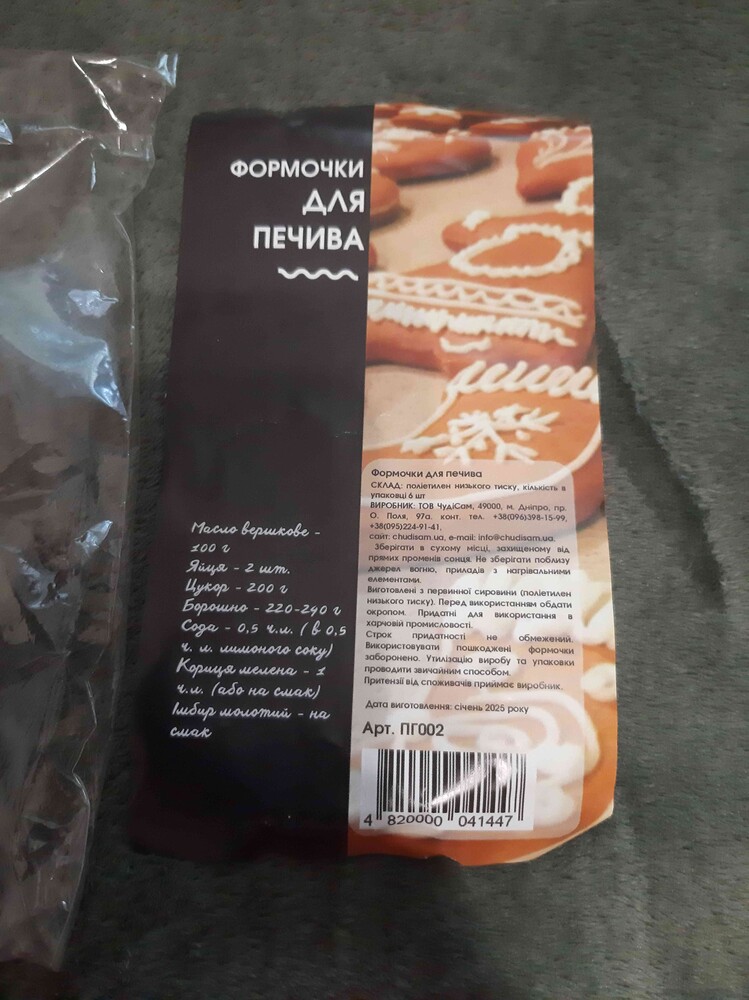 ФОРМОЧКИ
ДЛЯ
ПЕЧИВА
Масло вершкове -
100 г
Яйця - 2 шт.
Цукор - 200 г
Борошно - 220-240 г
Сода - 0,5 ч.л. ( в 0,5
ч. л. лимоного соку)
Кориця мелена - 1
ч.л. (або на смак)
Імбир молотий - на
смак
Формочки для печива
СКЛАД: поліетилен низького тиску, кількість в
упаковці 6 шт
ВИРОБНИК: ТОВ ЧудіСам, 49000, м. Дніпро, пр.
О. Поля, 97а. конт. тел. +38(096)398-15-99,
+38(095)224-91-41,
сайт: chudisam.ua, e-mail: info@chudisam.ua.
Зберігати в сухому місці, захищеному від
прямих променів сонця. Не зберігати поблизу
джерел вогню, приладів з нагрівальними
елементами.
Виготовлені з первинної сировини (поліетилен
низького тиску). Перед використанням обдати
окропом. Придатні для використання в
харчовій промисловості.
Строк придатності не обмежений.
Використовувати пошкоджені формочки
заборонено. Утилізацію виробу та упаковки
проводити звичайним способом.
Притензії від споживачів приймає виробник.
Дата виготовлення: січень 2025 року
Арт. ПГ002
4 820000 041447